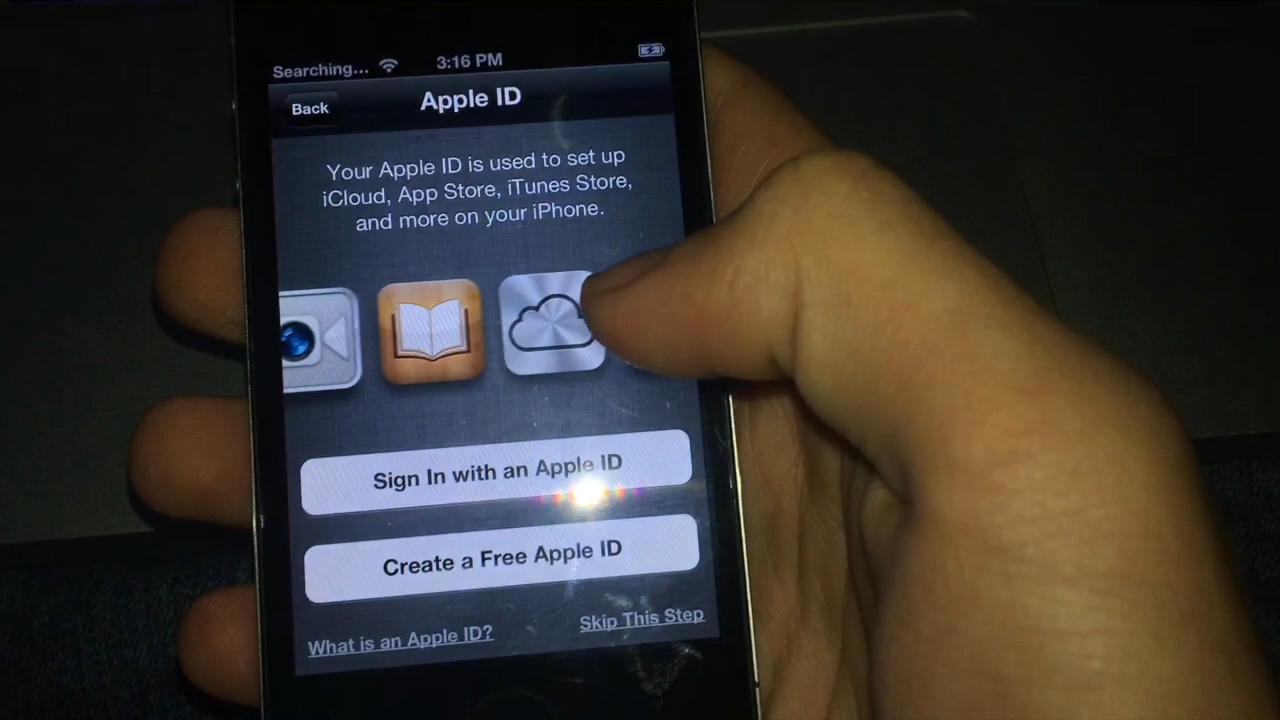 Searching... 3:16 PM
Back Apple ID
Your Apple ID is used to set up
iCloud, App Store, iTunes Store,
and more on your iPhone.
Sign In with an Apple ID
Create a Free Apple ID
What is an Apple ID? Skip This Step